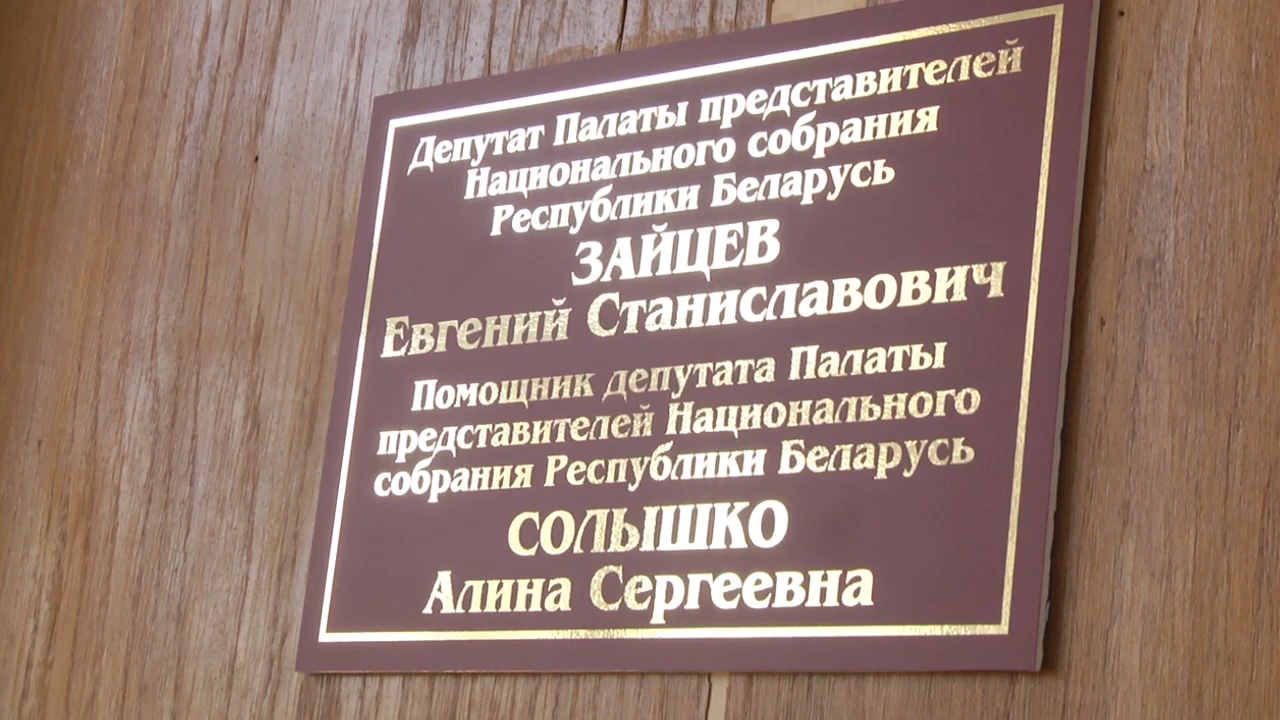 Депутат Палаты представителей
Национального собрания
Республики Беларусь
ЗАЙЦЕВ
Евгений Станиславович
Помощник депутата Палаты
представителей Национального
собрания Республики Беларусь
СОЛЫШКО
Алина Сергеевна